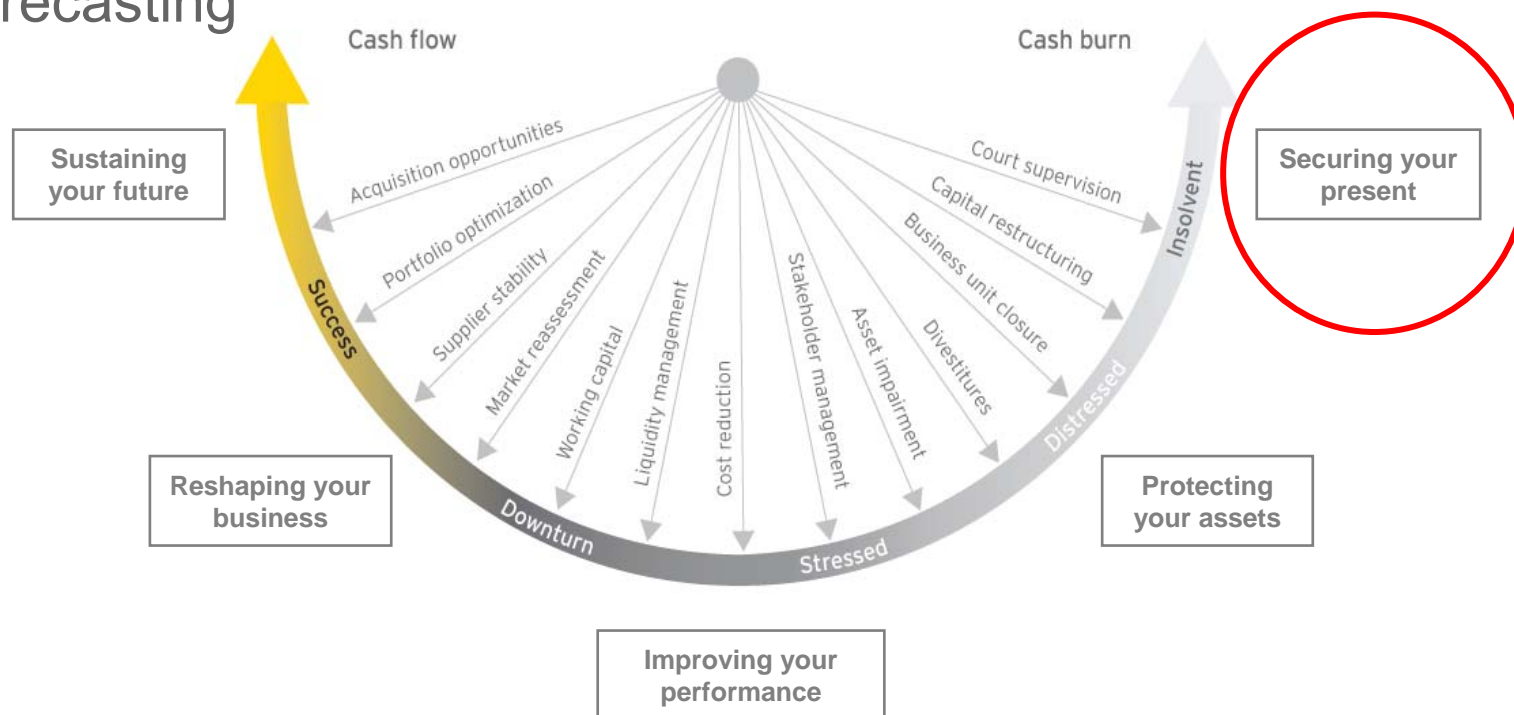 recasting
Cash flow
Cash burn
Sustaining
your future
Securing your
present
Acquisition opportunities
Portfolio optimization
Supplier stability
Market reassessment
Working capital
Liquidity management
Cost reduction
Stakeholder management
Asset impairment
Divestitures
Business unit closure
Capital restructuring
Court supervision
Success
Downturn
Stressed
Distressed
Insolvent
Reshaping your
business
Protecting
your assets
Improving your
performance